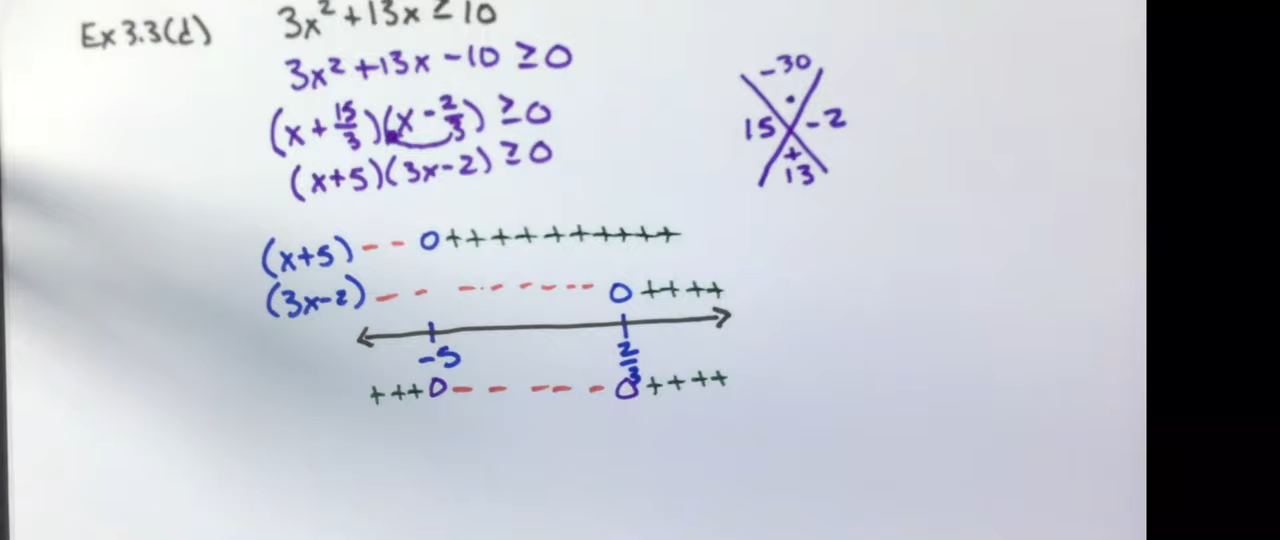 Ex 3.3(d) 3x² + 13x ≥ 10
3x² + 13x - 10 ≥ 0
(x + 15/3)(x - 2/3) ≥ 0
(x+5)(3x-2) ≥ 0
-30
·
15 -2
+
13
(x+5) - - 0 + + + + + + + + + +
(3x-2) - - - - - - - - 0 + + + +
-5 2/3
+ + + 0 - - - - - 0 + + + +